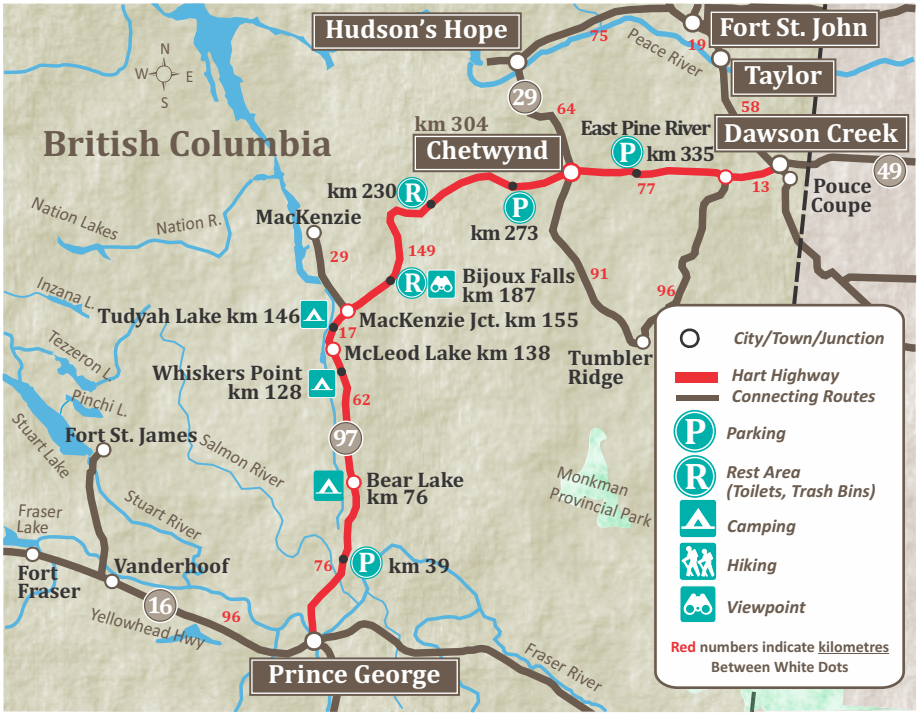 Hudson's Hope
75
Fort St. John
19
Peace River
Taylor
N
W
E
S
29
64
58
British Columbia
km 304
Chetwynd
East Pine River
P
km 335
Dawson Creek
49
77
13
Pouce
Coupe
km 230
R
P
km 273
Nation Lakes
Nation R.
MacKenzie
29
149
R
Bijoux Falls
km 187
91
96
Inzana L.
Tudyah Lake km 146
MacKenzie Jct. km 155
17
McLeod Lake km 138
Tezzeron L.
Whiskers Point
km 128
62
Tumbler
Ridge
Pinchi L.
Stuart Lake
Fort St. James
Salmon River
97
Bear Lake
km 76
Monkman
Provincial Park
Stuart River
Fraser
Lake
Fort
Fraser
Vanderhoof
76
P
km 39
16
96
Yellowhead Hwy
Prince George
Fraser River
City/Town/Junction
Hart Highway
Connecting Routes
P
Parking
R
Rest Area
(Toilets, Trash Bins)
Camping
Hiking
Viewpoint
Red numbers indicate kilometres
Between White Dots